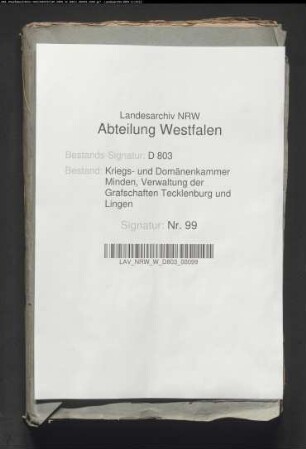 Landesarchiv NRW
Abteilung Westfalen
Bestands-Signatur: D 803
Bestand: Kriegs- und Domänenkammer
Minden, Verwaltung der
Grafschaften Tecklenburg und
Lingen
Signatur: Nr. 99
LAV_NRW_W_D803_00099